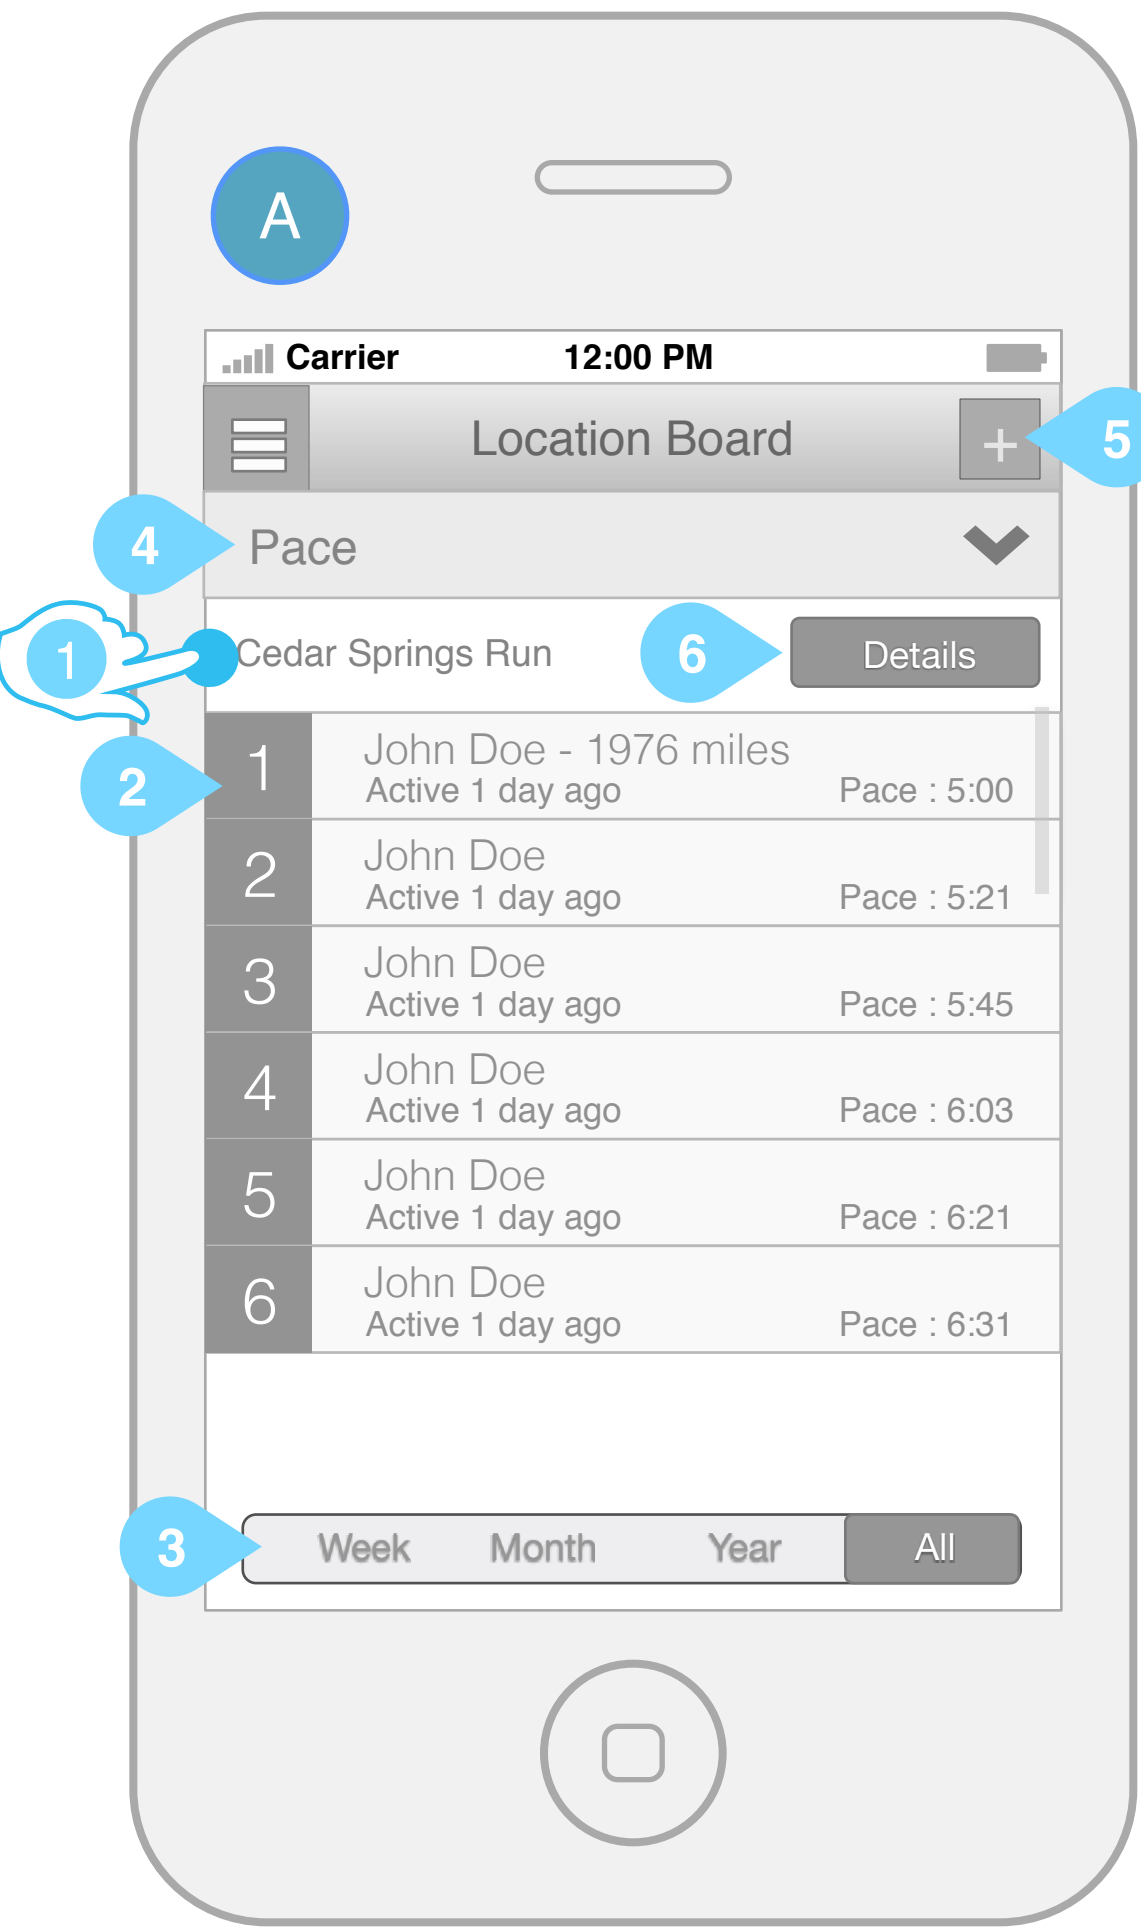 A
Carrier 12:00 PM
Location Board +
5
4
Pace
1
Cedar Springs Run
6
Details
2
1 John Doe - 1976 miles
Active 1 day ago Pace : 5:00
2 John Doe
Active 1 day ago Pace : 5:21
3 John Doe
Active 1 day ago Pace : 5:45
4 John Doe
Active 1 day ago Pace : 6:03
5 John Doe
Active 1 day ago Pace : 6:21
6 John Doe
Active 1 day ago Pace : 6:31
3
Week Month Year All